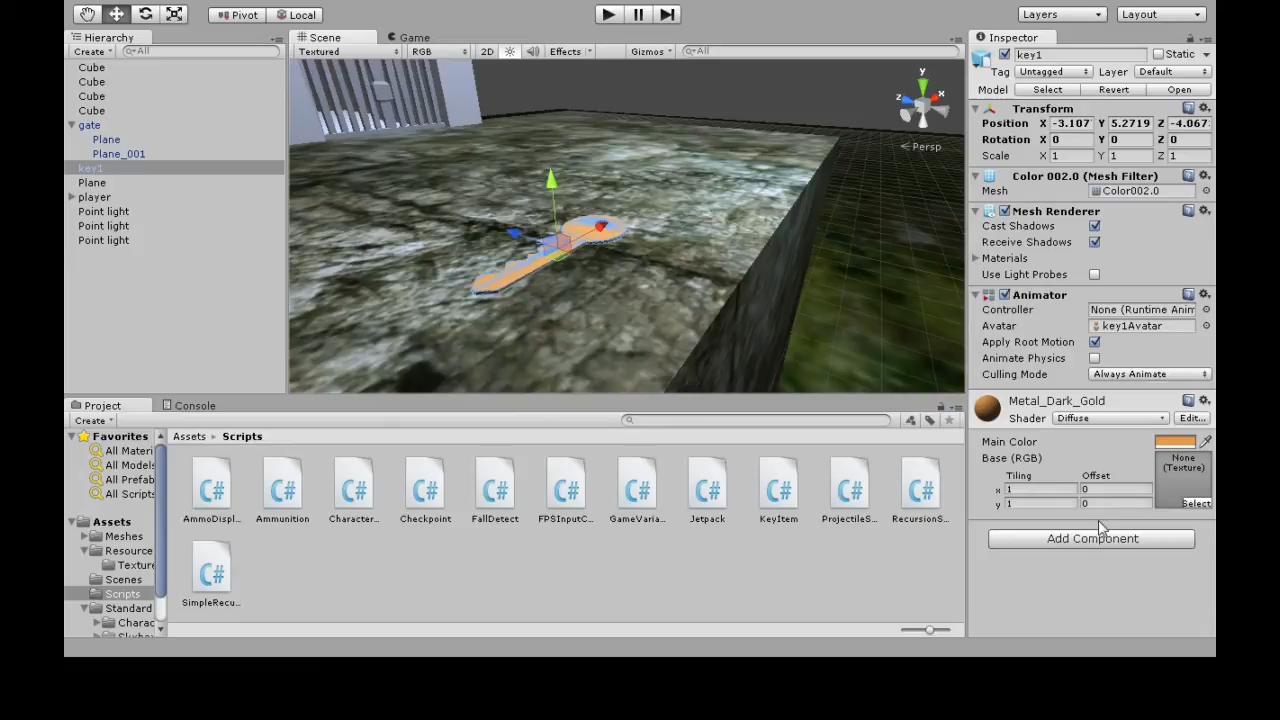 Pivot Local Layers Layout
Hierarchy Scene Game Inspector
Create All Textured RGB 2D Effects Gizmos All key1 Static
Tag Untagged Layer Default
Model Select Revert Open
Cube
Cube
Cube
Cube
gate
Plane
Plane_001
key1
Plane
player
Point light
Point light
Point light
y
z x
Persp
Transform
Position X -3.107 Y 5.2719 Z -4.067
Rotation X 0 Y 0 Z 0
Scale X 1 Y 1 Z 1
Color 002.0 (Mesh Filter)
Mesh Color002.0
Mesh Renderer
Cast Shadows
Receive Shadows
Materials
Use Light Probes
Animator
Controller None (Runtime Anim
Avatar key1Avatar
Apply Root Motion
Animate Physics
Culling Mode Always Animate
Metal_Dark_Gold
Shader Diffuse Edit...
Main Color
Base (RGB) None
(Texture)
Tiling Offset
x 1 0
y 1 0
Select
Add Component
Project Console
Create
Favorites
All Materi
All Models
All Prefab
All Scripts
Assets
Meshes
Resource
Texture
Scenes
Scripts
Standard
Charac
Skybo
Assets Scripts
C# C# C# C# C# C# C# C# C# C# C#
AmmoDispl... Ammunition Character... Checkpoint FallDetect FPSInputC... GameVaria... Jetpack KeyItem ProjectileS... RecursionS...
C#
SimpleRecu...